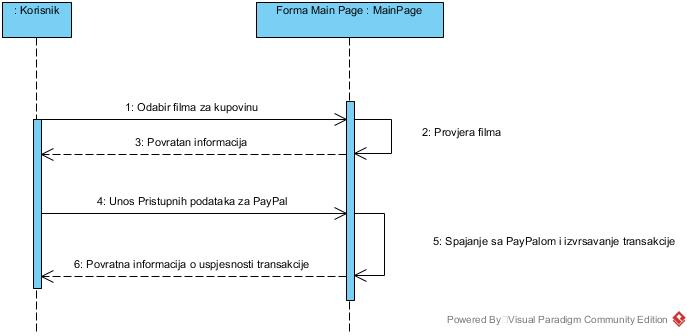 : Korisnik
Forma Main Page : MainPage
1: Odabir filma za kupovinu
2: Provjera filma
3: Povratan informacija
4: Unos Pristupnih podataka za PayPal
5: Spajanje sa PayPalom i izvrsavanje transakcije
6: Povratna informacija o uspjesnosti transakcije
Powered By Visual Paradigm Community Edition